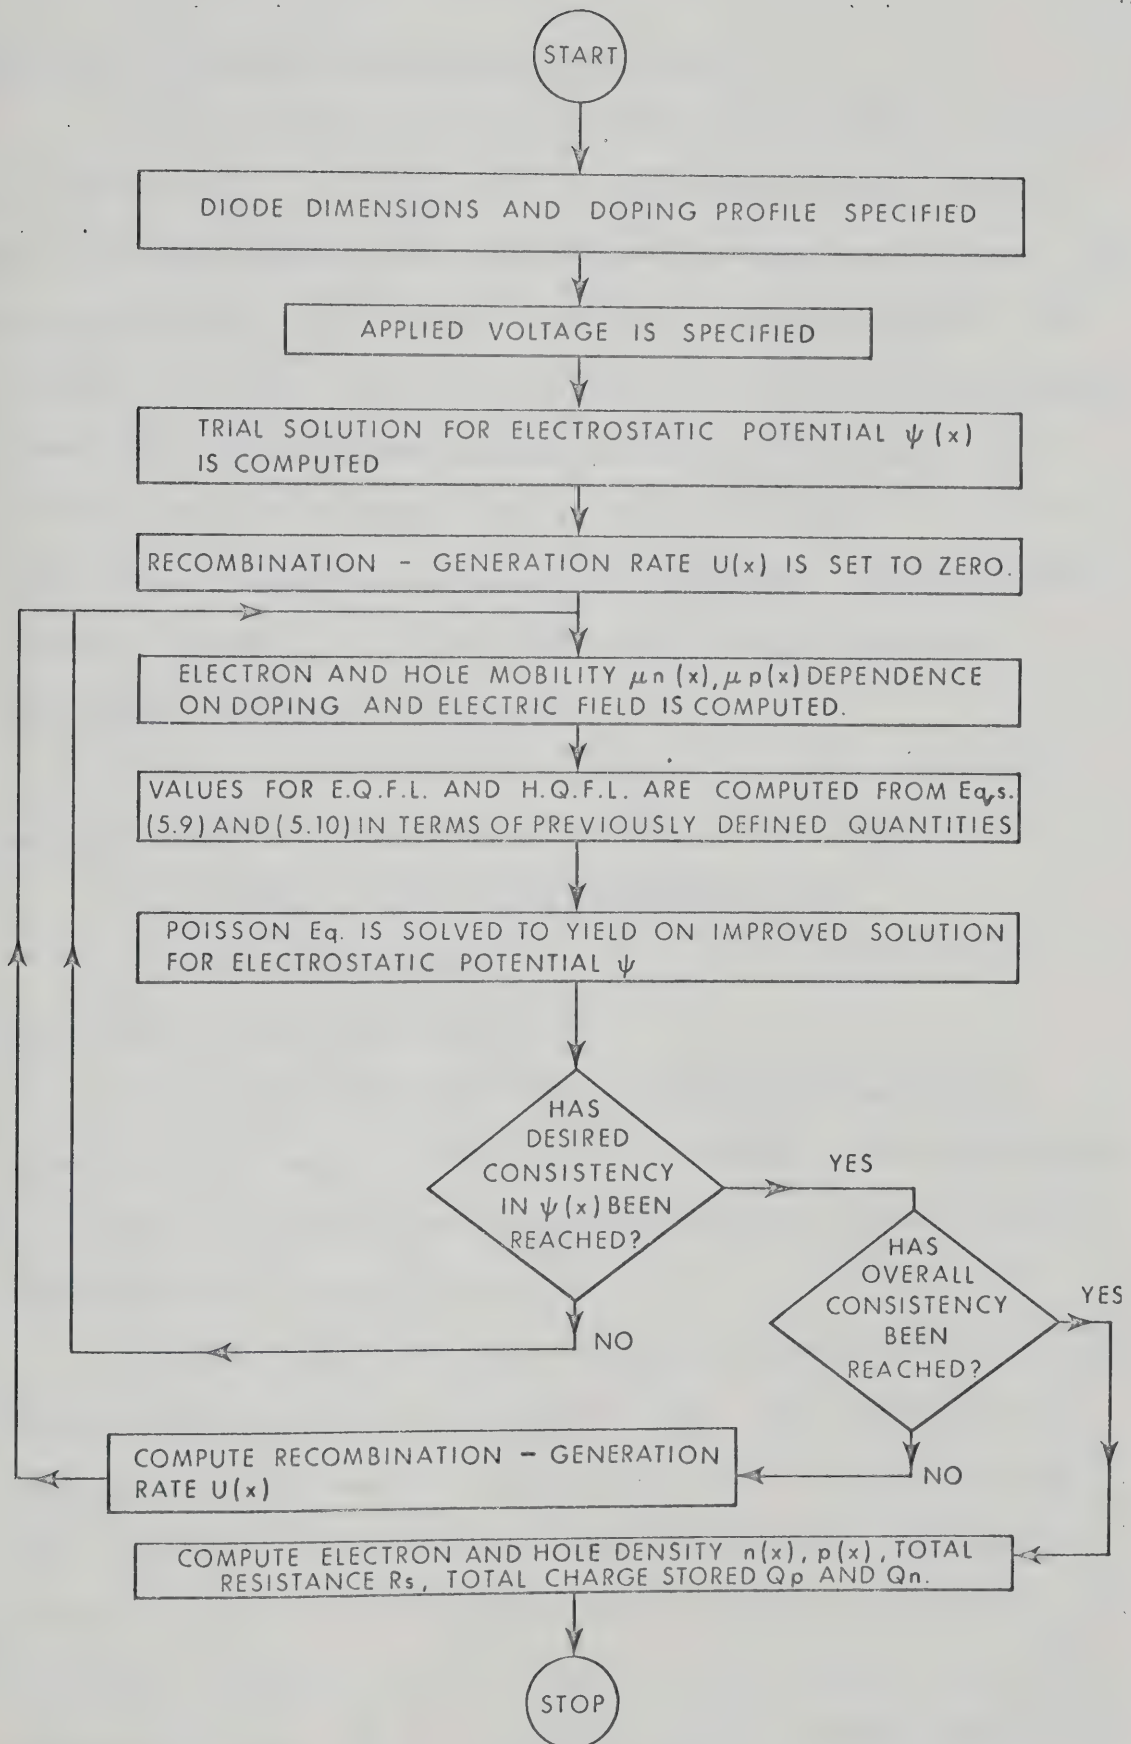 START
DIODE DIMENSIONS AND DOPING PROFILE SPECIFIED
APPLIED VOLTAGE IS SPECIFIED
TRIAL SOLUTION FOR ELECTROSTATIC POTENTIAL ψ(x)
IS COMPUTED
RECOMBINATION - GENERATION RATE U(x) IS SET TO ZERO.
ELECTRON AND HOLE MOBILITY μn(x), μp(x) DEPENDENCE
ON DOPING AND ELECTRIC FIELD IS COMPUTED.
VALUES FOR E.Q.F.L. AND H.Q.F.L. ARE COMPUTED FROM Eq,s.
(5.9) AND (5.10) IN TERMS OF PREVIOUSLY DEFINED QUANTITIES
POISSON Eq. IS SOLVED TO YIELD ON IMPROVED SOLUTION
FOR ELECTROSTATIC POTENTIAL ψ
HAS
DESIRED
CONSISTENCY
IN ψ(x) BEEN
REACHED?
YES
NO
HAS
OVERALL
CONSISTENCY
BEEN
REACHED?
YES
NO
COMPUTE RECOMBINATION - GENERATION
RATE U(x)
COMPUTE ELECTRON AND HOLE DENSITY n(x), p(x), TOTAL
RESISTANCE Rs, TOTAL CHARGE STORED Qp AND Qn.
STOP